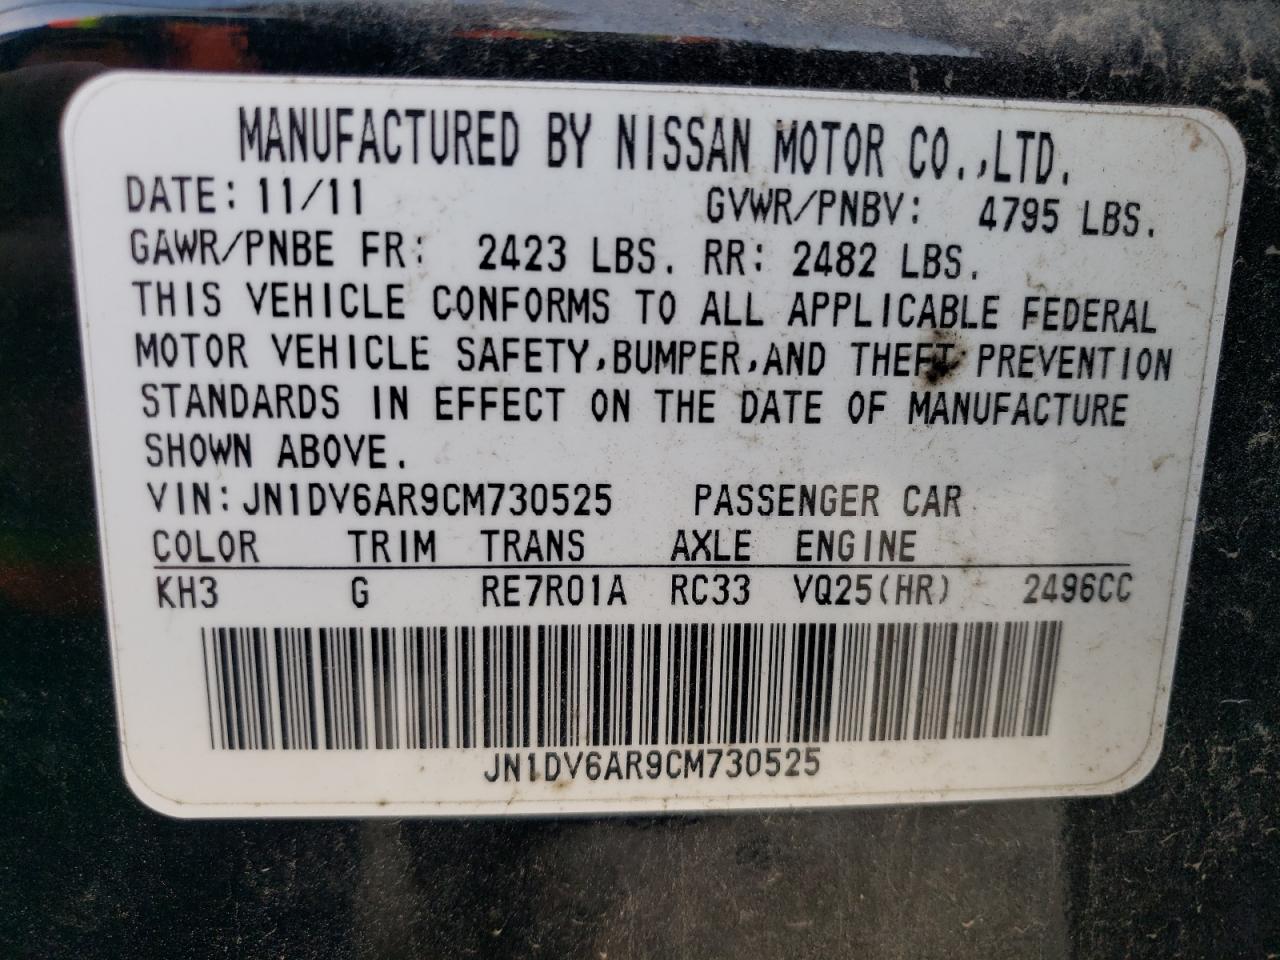 MANUFACTURED BY NISSAN MOTOR CO.,LTD.
DATE: 11/11 GVWR/PNBV: 4795 LBS.
GAWR/PNBE FR: 2423 LBS. RR: 2482 LBS.
THIS VEHICLE CONFORMS TO ALL APPLICABLE FEDERAL
MOTOR VEHICLE SAFETY,BUMPER,AND THEFT PREVENTION
STANDARDS IN EFFECT ON THE DATE OF MANUFACTURE
SHOWN ABOVE.
VIN:JN1DV6AR9CM730525 PASSENGER CAR
COLOR TRIM TRANS AXLE ENGINE
KH3 G RE7R01A RC33 VQ25(HR) 2496CC
JN1DV6AR9CM730525